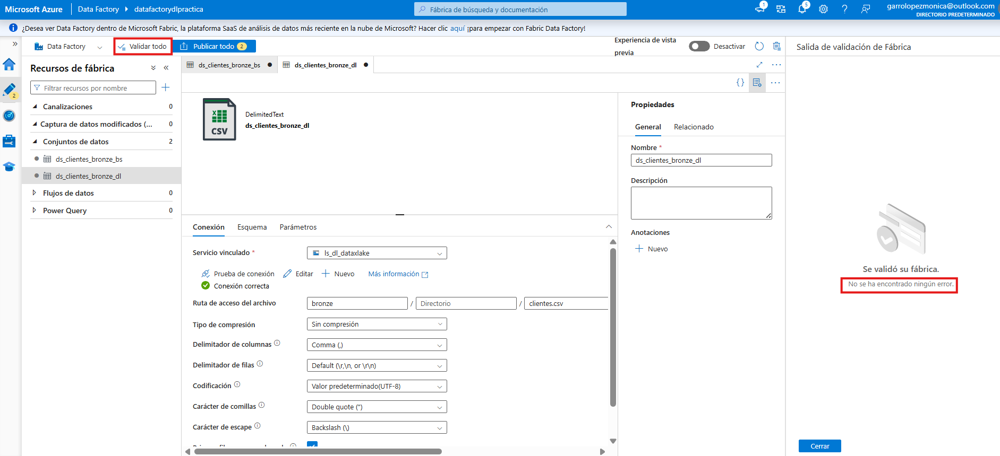 Microsoft Azure
Data Factory
datafactorydlpractica
Fábrica de búsqueda y documentación
1
5
garrolopezmonica@outlook.com
DIRECTORIO PREDETERMINADO
¿Desea ver Data Factory dentro de Microsoft Fabric, la plataforma SaaS de análisis de datos más reciente en la nube de Microsoft? Hacer clic aquí ¡para empezar con Fabric Data Factory!
Data Factory
Validar todo
Publicar todo 2
Experiencia de vista
previa
Desactivar
Salida de validación de Fábrica
2
Recursos de fábrica
Filtrar recursos por nombre
Canalizaciones 0
Captura de datos modificados (... 0
Conjuntos de datos 2
ds_clientes_bronze_bs
ds_clientes_bronze_dl
Flujos de datos 0
Power Query 0
ds_clientes_bronze_bs
ds_clientes_bronze_dl
{}
CSV
DelimitedText
ds_clientes_bronze_dl
Conexión
Esquema
Parámetros
Servicio vinculado *
ls_dl_dataxlake
Prueba de conexión
Editar
Nuevo
Más información
Conexión correcta
Ruta de acceso del archivo
bronze / Directorio / clientes.csv
Tipo de compresión
Sin compresión
Delimitador de columnas
Comma (,)
Delimitador de filas
Default (\r,\n, or \r\n)
Codificación
Valor predeterminado(UTF-8)
Carácter de comillas
Double quote (")
Carácter de escape
Backslash (\)
Propiedades
General
Relacionado
Nombre *
ds_clientes_bronze_dl
Descripción
Anotaciones
Nuevo
Se validó su fábrica.
No se ha encontrado ningún error.
Cerrar